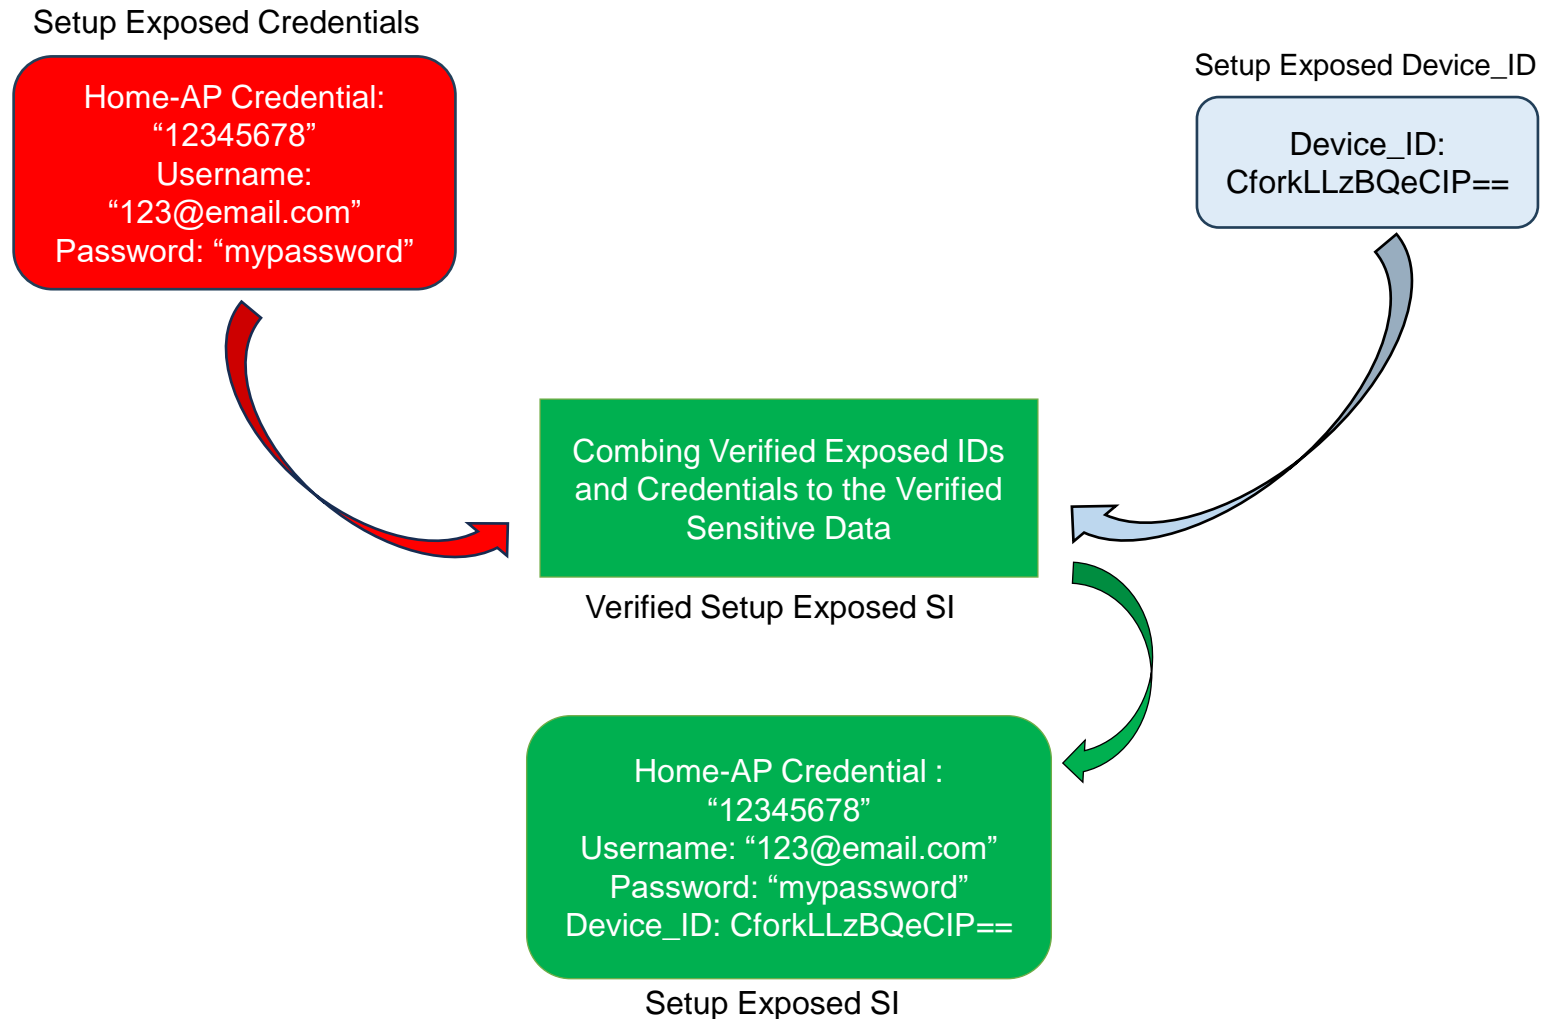 Setup Exposed Credentials
Home-AP Credential:
“12345678”
Username:
“123@email.com”
Password: “mypassword”
Setup Exposed Device_ID
Device_ID:
CforkLLzBQeCIP==
Combing Verified Exposed IDs
and Credentials to the Verified
Sensitive Data
Verified Setup Exposed SI
Home-AP Credential :
“12345678”
Username: “123@email.com”
Password: “mypassword”
Device_ID: CforkLLzBQeCIP==
Setup Exposed SI